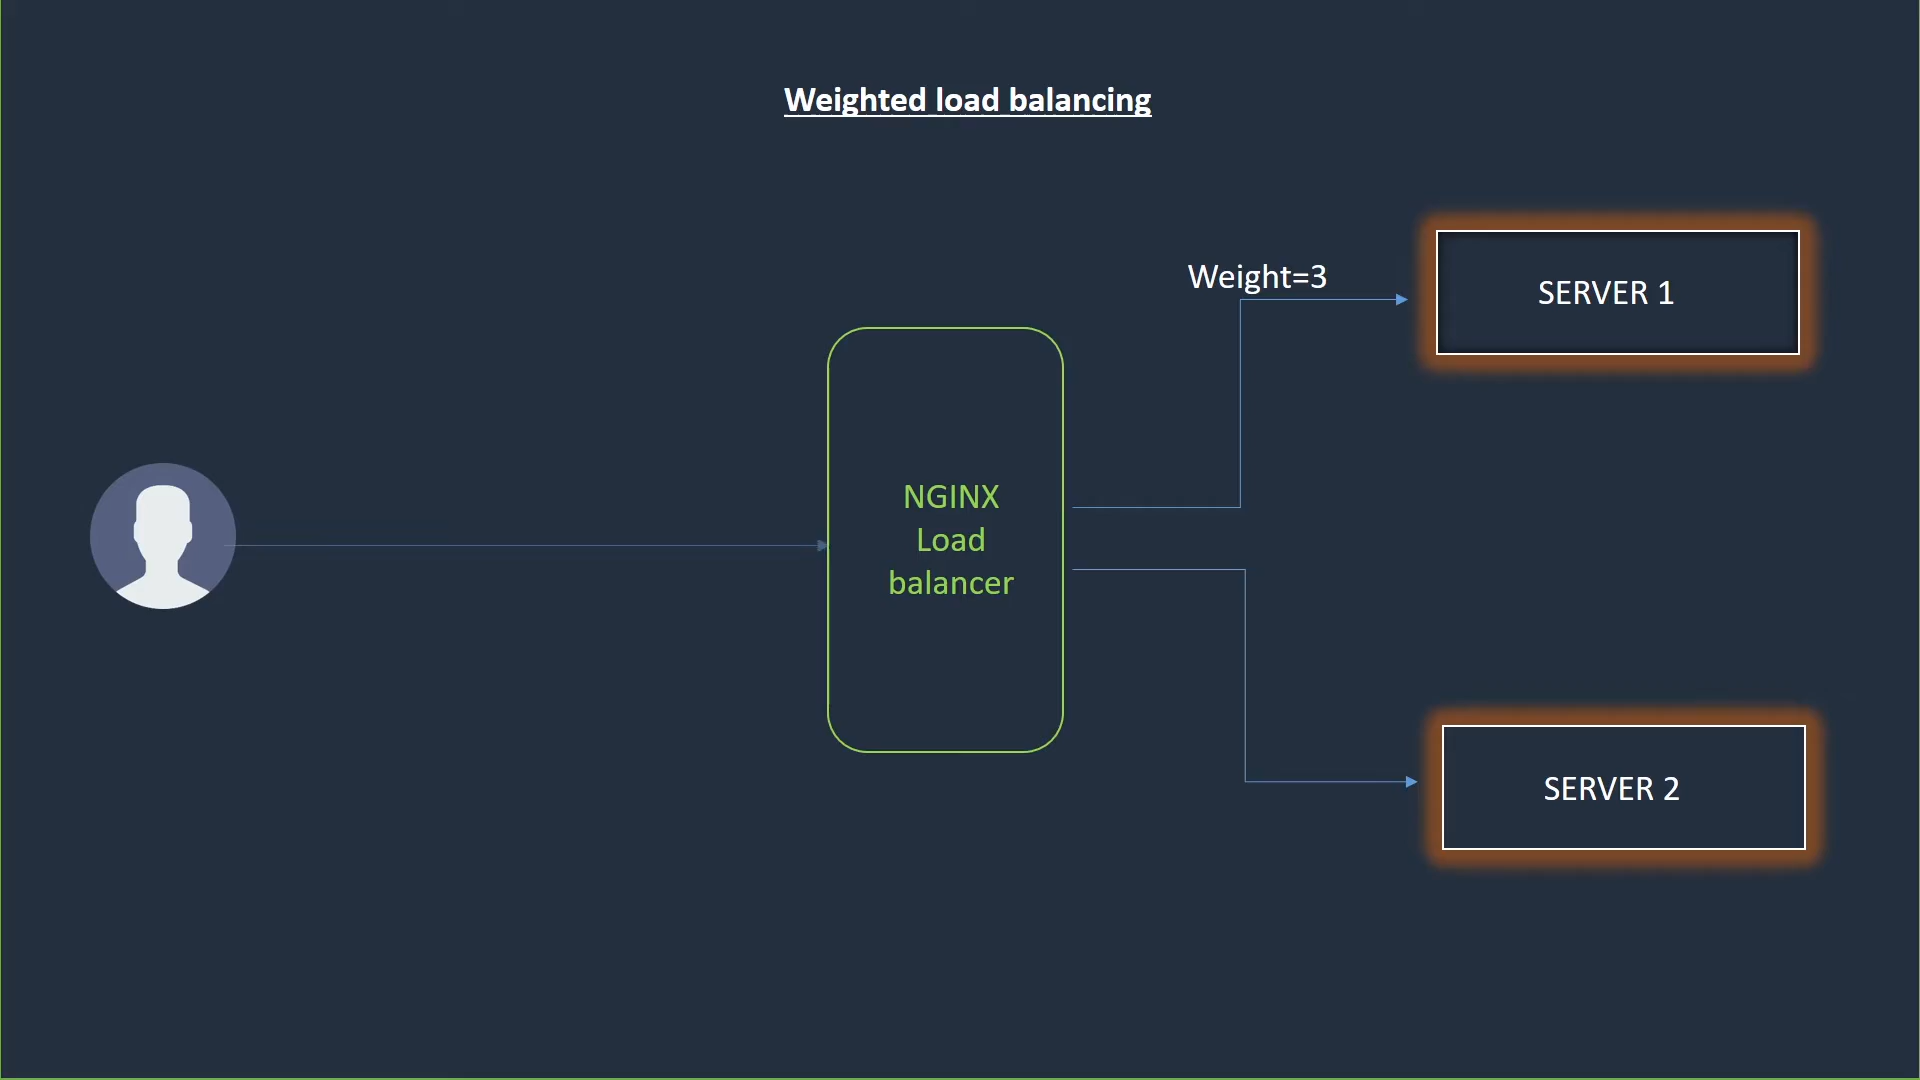 Weighted load balancing
Weight=3
SERVER 1
NGINX
Load
balancer
SERVER 2